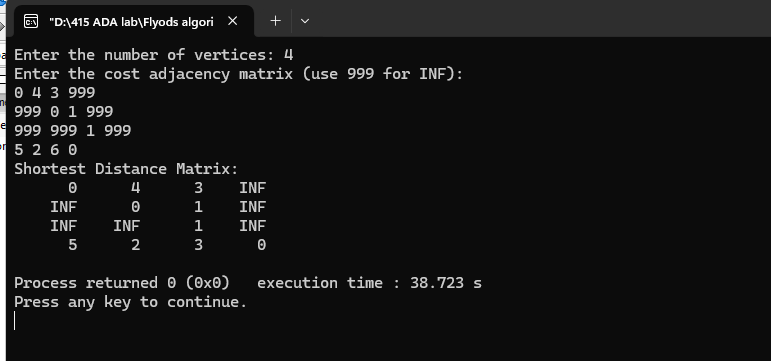 "D:\415 ADA lab\Flyods algori
Enter the number of vertices: 4
Enter the cost adjacency matrix (use 999 for INF):
0 4 3 999
999 0 1 999
999 999 1 999
5 2 6 0
Shortest Distance Matrix:
      0      4      3    INF
    INF      0      1    INF
    INF    INF      1    INF
      5      2      3      0

Process returned 0 (0x0)   execution time : 38.723 s
Press any key to continue.